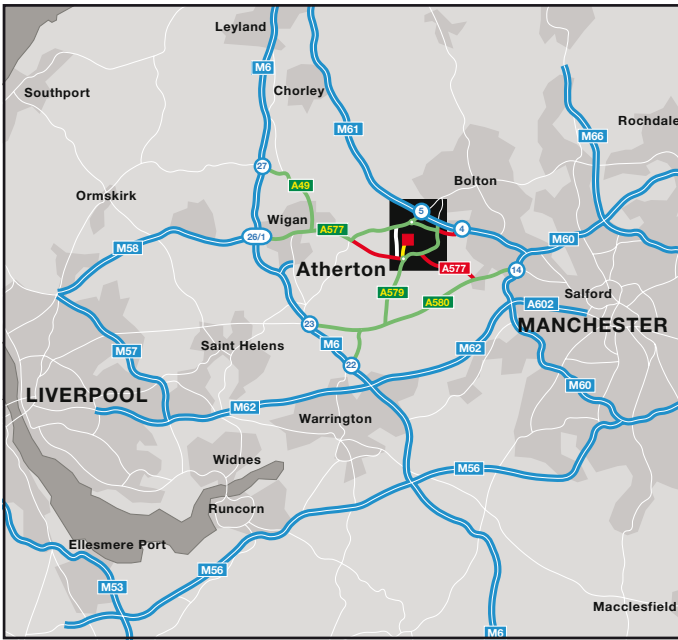 Leyland
M6
Southport
Chorley
M61
M66
Rochdale
27
A49
Bolton
Ormskirk
5
Wigan
4
A577
26/1
M58
M60
Atherton
A577
14
A579
A580
Salford
A602
23
MANCHESTER
M6
Saint Helens
M57
M62
22
M60
LIVERPOOL
M62
Warrington
Widnes
M56
Runcorn
Ellesmere Port
M56
M53
Macclesfield
M6